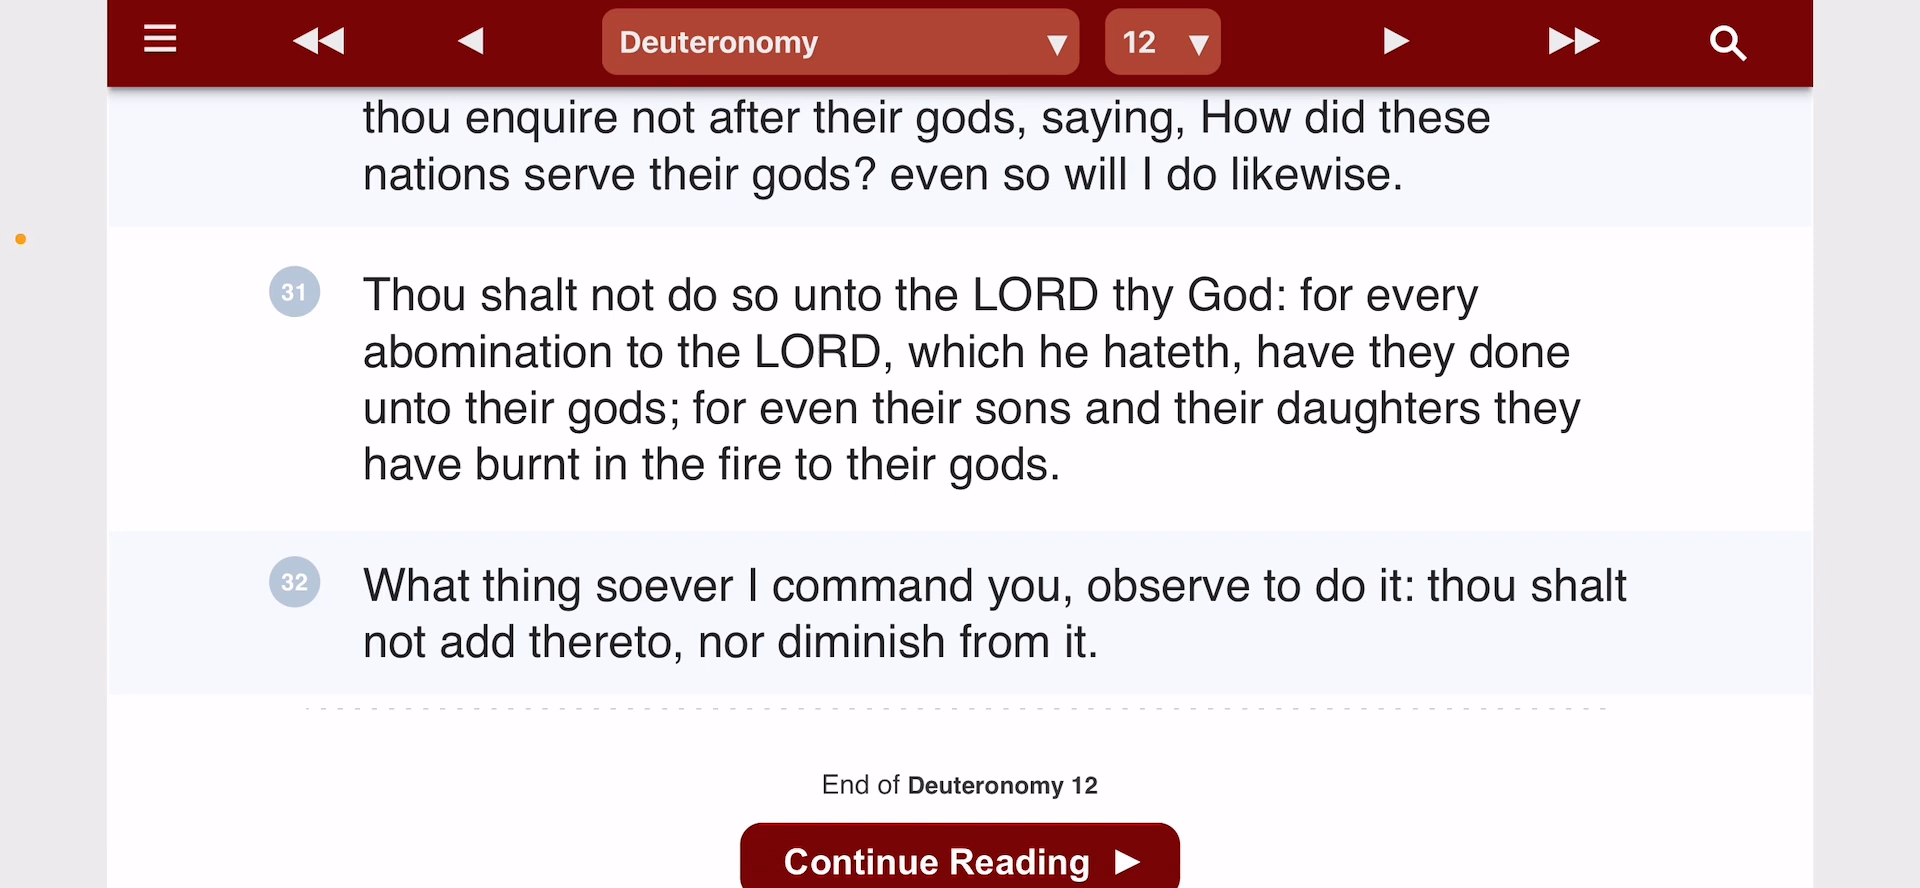 Deuteronomy 12
thou enquire not after their gods, saying, How did these
nations serve their gods? even so will I do likewise.
31 Thou shalt not do so unto the LORD thy God: for every
abomination to the LORD, which he hateth, have they done
unto their gods; for even their sons and their daughters they
have burnt in the fire to their gods.
32 What thing soever I command you, observe to do it: thou shalt
not add thereto, nor diminish from it.
End of Deuteronomy 12
Continue Reading